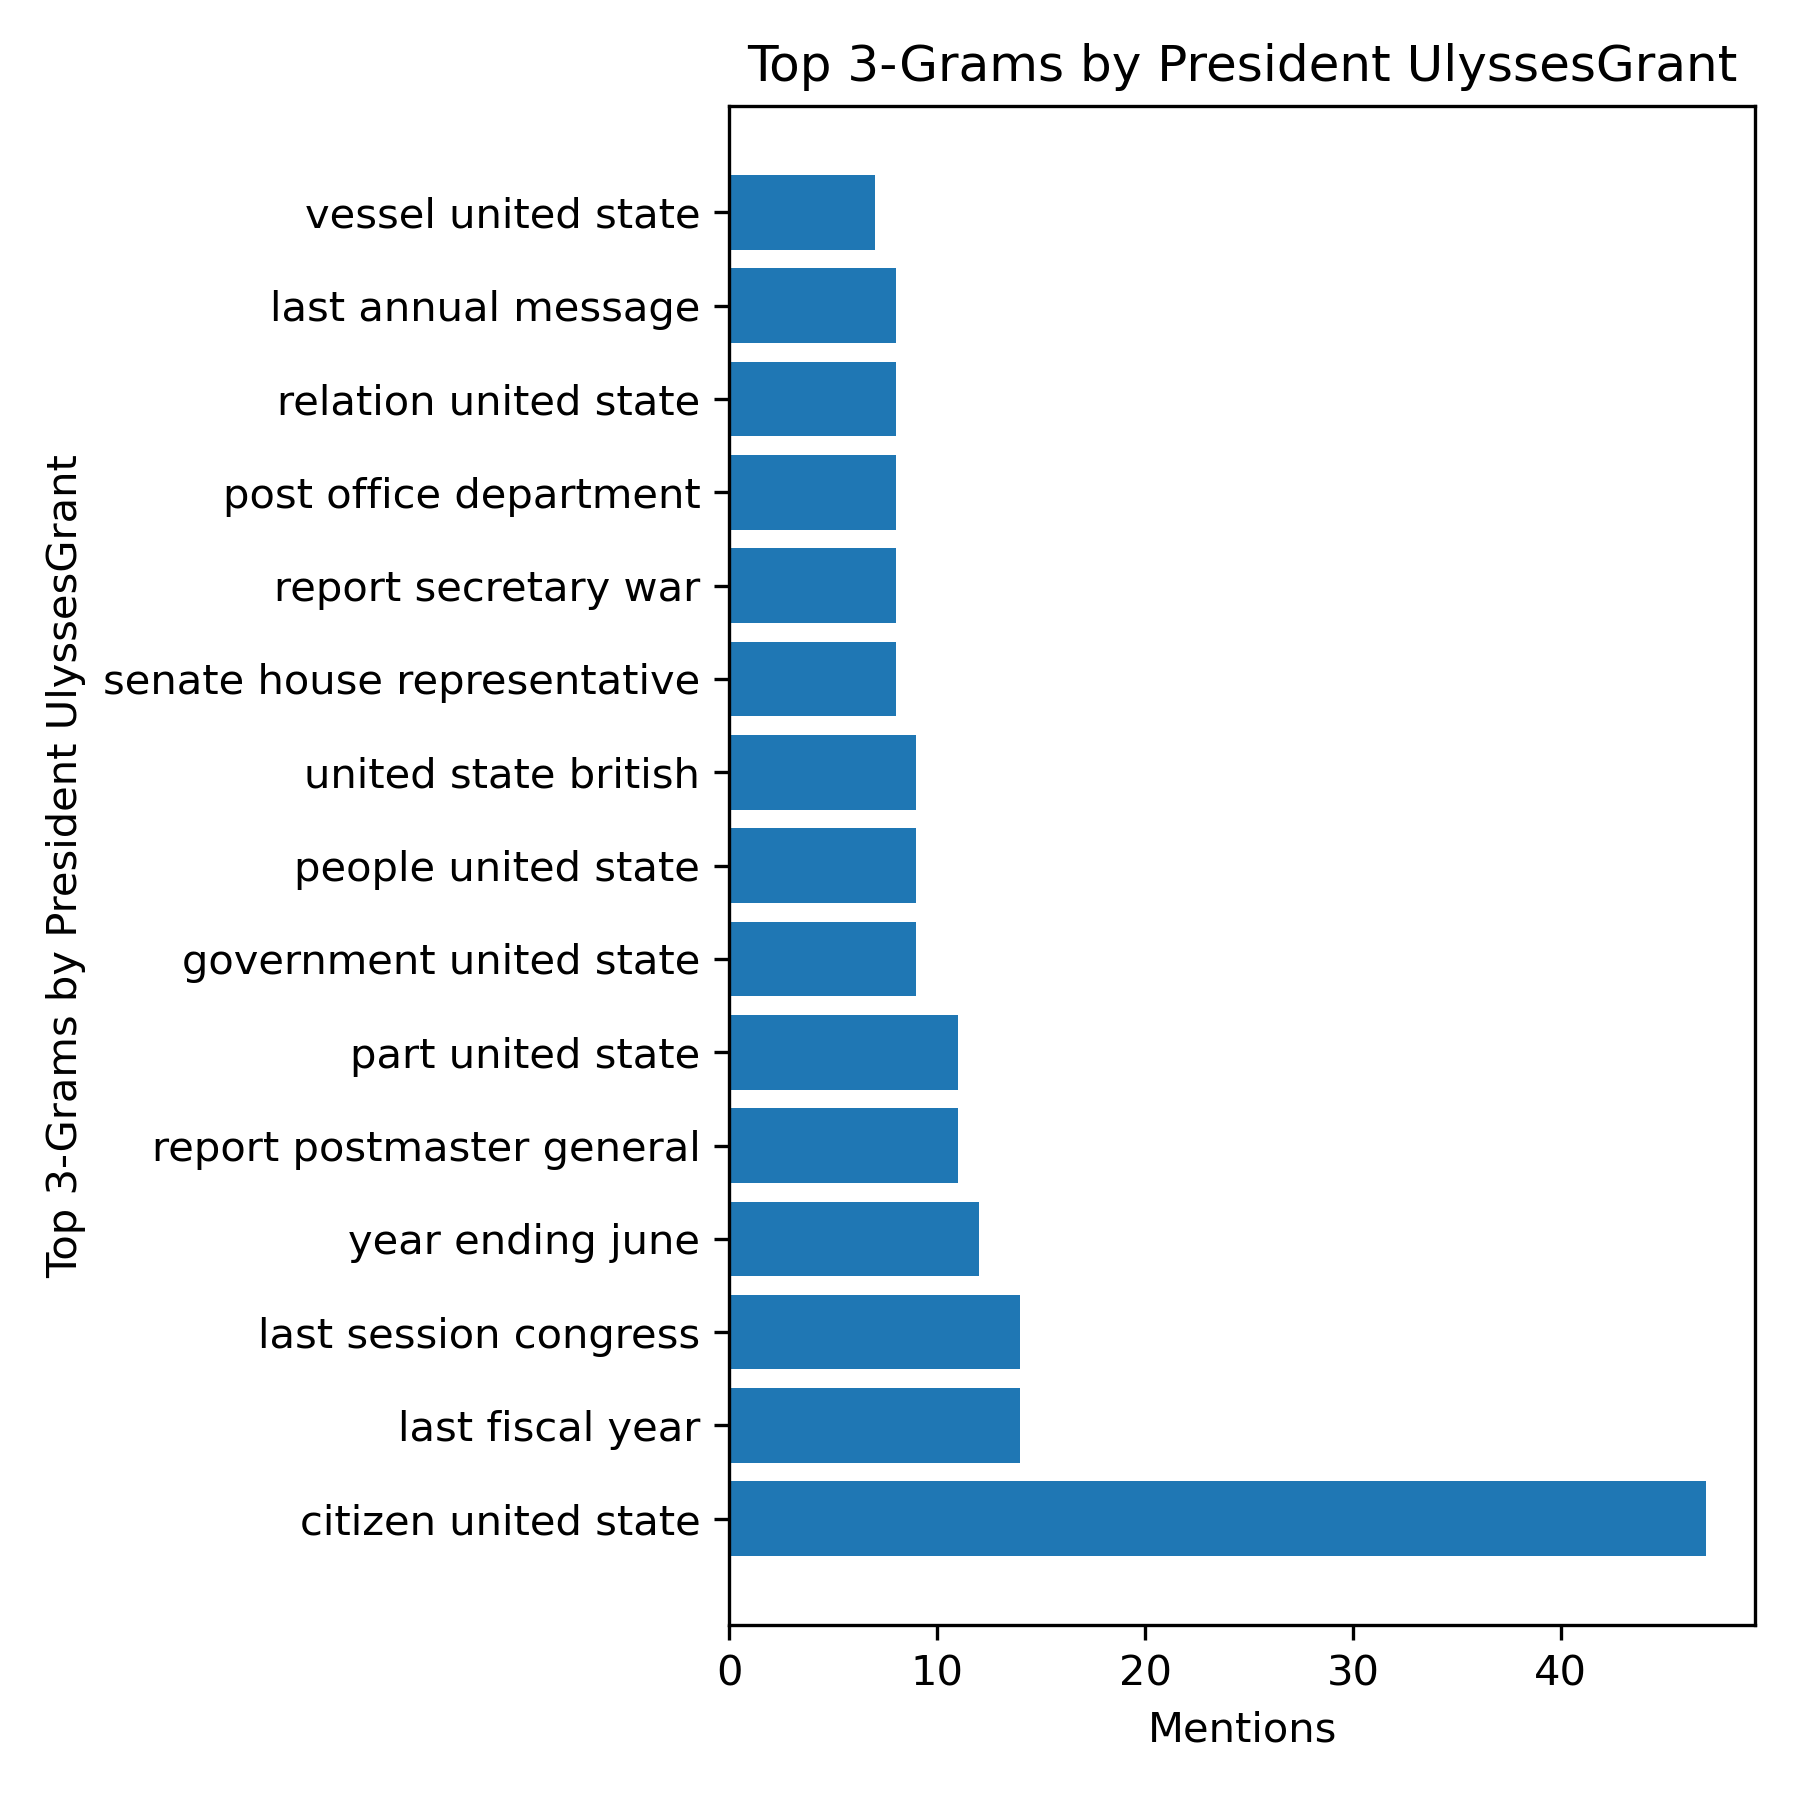 Top 3-Grams by President UlyssesGrant
Top 3-Grams by President UlyssesGrant
vessel united state
last annual message
relation united state
post office department
report secretary war
senate house representative
united state british
people united state
government united state
part united state
report postmaster general
year ending june
last session congress
last fiscal year
citizen united state
0 10 20 30 40
Mentions